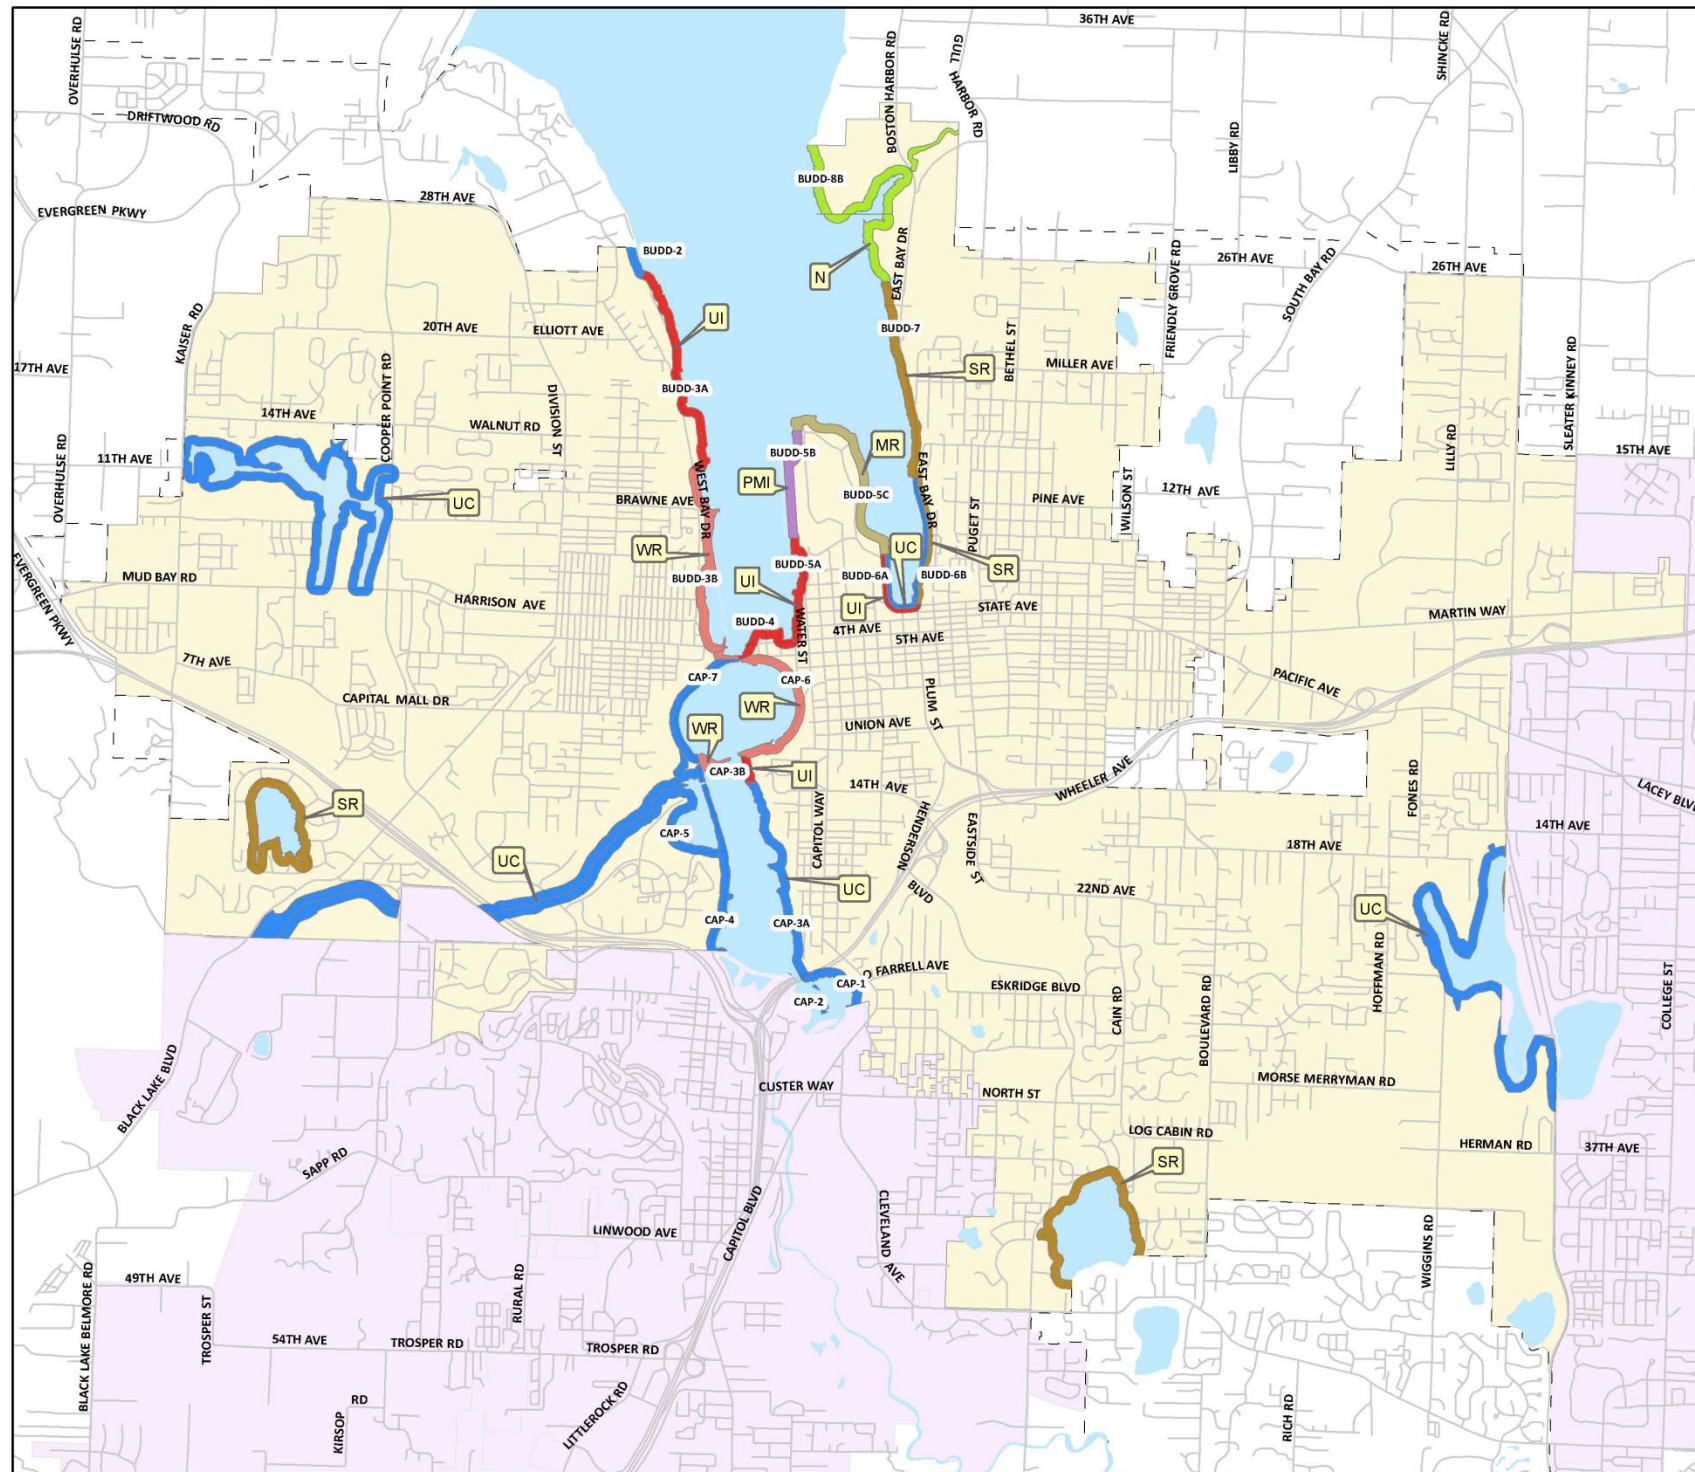 36TH AVE
OVERHULSE RD
BOSTON HARBOR RD
GULL HARBOR RD
SHINCKE RD
DRIFTWOOD RD
LIBBY RD
BUDD-8B
28TH AVE
EVERGREEN PKWY
BUDD-2
N
EAST BAY DR
FRIENDLY GROVE RD
26TH AVE
SOUTH BAY RD
26TH AVE
KAISER RD
UI
20TH AVE
ELLIOTT AVE
BUDD-7
BETHEL ST
SLEATER KINNEY RD
17TH AVE
COOPER POINT RD
DIVISION ST
BUDD-3A
SR
MILLER AVE
14TH AVE
WALNUT RD
LILLY RD
OVERHULSE RD
11TH AVE
BUDD-5B
MR
15TH AVE
WEST BAY DR
PMI
EAST BAY DR
BUDD-5C
WILSON ST
12TH AVE
UC
BRAWNE AVE
PUGET ST
PINE AVE
EVERGREEN PKWY
WR
UC
SR
MUD BAY RD
BUDD-3B
UI
BUDD-5A
BUDD-6A
BUDD-6B
HARRISON AVE
UI
STATE AVE
MARTIN WAY
BUDD-4
WATER ST
4TH AVE
5TH AVE
7TH AVE
CAP-7
CAP-6
PACIFIC AVE
CAPITAL MALL DR
WR
PLUM ST
WR
UNION AVE
CAP-3B
UI
14TH AVE
WHEELER AVE
FONES RD
LACEY BLVD
SR
CAPITOL WAY
HENDERSON BLVD
EASTSIDE ST
14TH AVE
CAP-5
18TH AVE
UC
UC
22ND AVE
UC
CAP-4
CAP-3A
HOFFMAN RD
O FARRELL AVE
CAP-1
ESKRIDGE BLVD
CAP-2
CAIN RD
BOULEVARD RD
COLLEGE ST
BLACK LAKE BLVD
CUSTER WAY
NORTH ST
MORSE MERRYMAN RD
LOG CABIN RD
HERMAN RD
37TH AVE
SAPP RD
SR
CAPITOL BLVD
CLEVELAND AVE
LINWOOD AVE
WIGGINS RD
BLACK LAKE BELMORE RD
49TH AVE
TROSPER ST
RURAL RD
54TH AVE
TROSPER RD
TROSPER RD
KIRSOP RD
LITTLEROCK RD
RICH RD